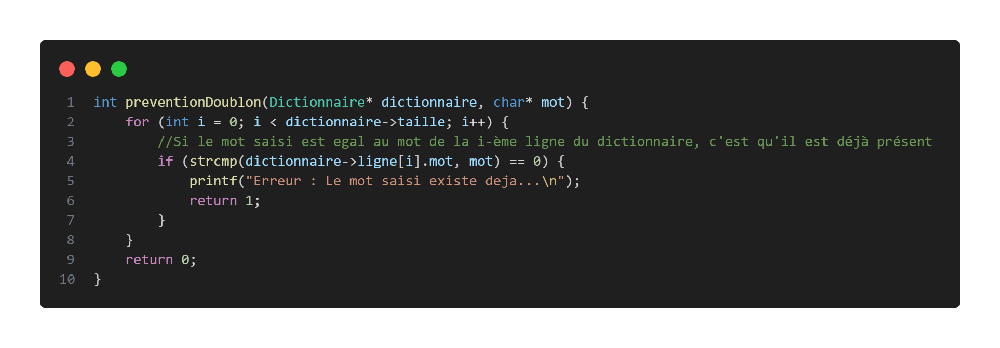 1 int preventionDoublon(Dictionnaire* dictionnaire, char* mot) {
2     for (int i = 0; i < dictionnaire->taille; i++) {
3         //Si le mot saisi est egal au mot de la i-ème ligne du dictionnaire, c'est qu'il est déjà présent
4         if (strcmp(dictionnaire->ligne[i].mot, mot) == 0) {
5             printf("Erreur : Le mot saisi existe deja...\n");
6             return 1;
7         }
8     }
9     return 0;
10 }